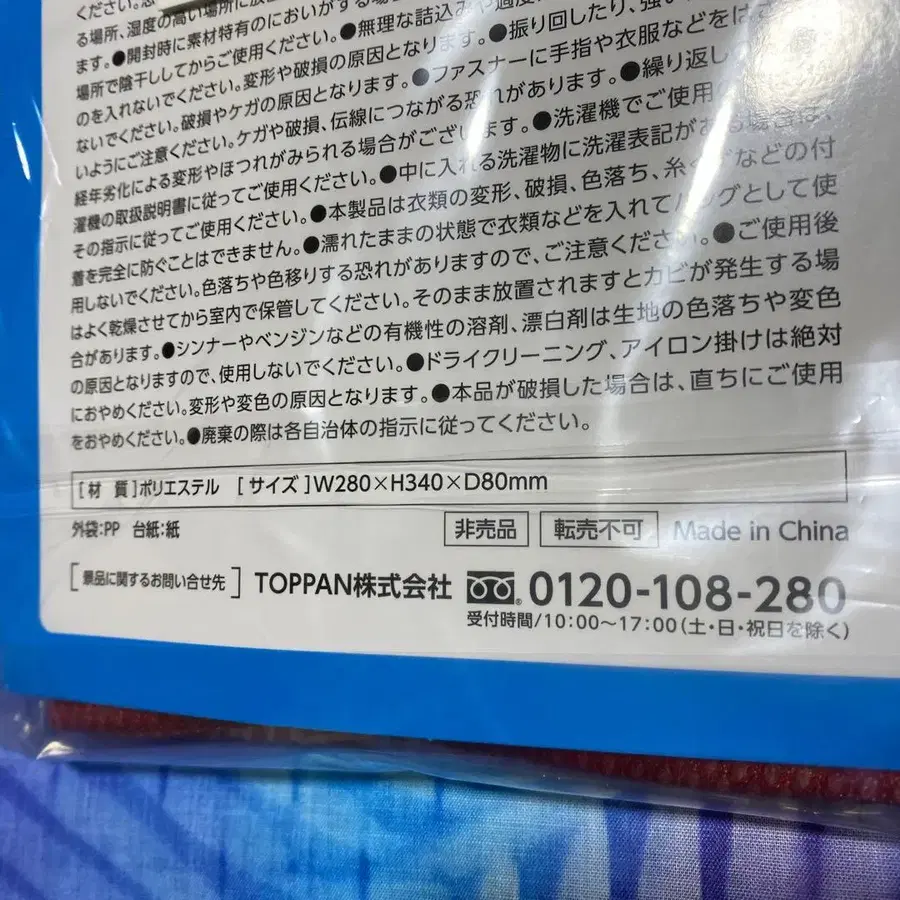 ください。
る場所、湿度の高い場所に放
ます。●開封時に素材特有のにおいがする場
場所で陰干ししてからご使用ください。●無理な詰込みや過度
のを入れないでください。変形や破損の原因となります。●振り回したり、強い
ないでください。破損やケガの原因となります。●ファスナーに手指や衣服などをはさ
いようにご注意ください。ケガや破損、伝線につながる恐れがあります。●繰り返し
経年劣化による変形やほつれがみられる場合がございます。●洗濯機でご使用の場合は、
濯機の取扱説明書に従ってご使用ください。●中に入れる洗濯物に洗濯表記がある場合は、
その指示に従ってご使用ください。●本製品は衣類の変形、破損、色落ち、糸くずなどの付
着を完全に防ぐことはできません。●濡れたままの状態で衣類などを入れてバッグとして使
用しないでください。色落ちや色移りする恐れがありますので、ご注意ください。●ご使用後
はよく乾燥させてから室内で保管してください。そのまま放置されますとカビが発生する場
合があります。●シンナーやベンジンなどの有機性の溶剤、漂白剤は生地の色落ちや変色
の原因となりますので、使用しないでください。●ドライクリーニング、アイロン掛けは絶対
におやめください。変形や変色の原因となります。●本品が破損した場合は、直ちにご使用
をおやめください。●廃棄の際は各自治体の指示に従ってください。
[材 質]ポリエステル [サイズ]W280×H340×D80mm
外袋:PP 台紙:紙 非売品 転売不可 Made in China
[景品に関するお問い合せ先] TOPPAN株式会社 0120-108-280
受付時間/10:00〜17:00(土・日・祝日を除く)